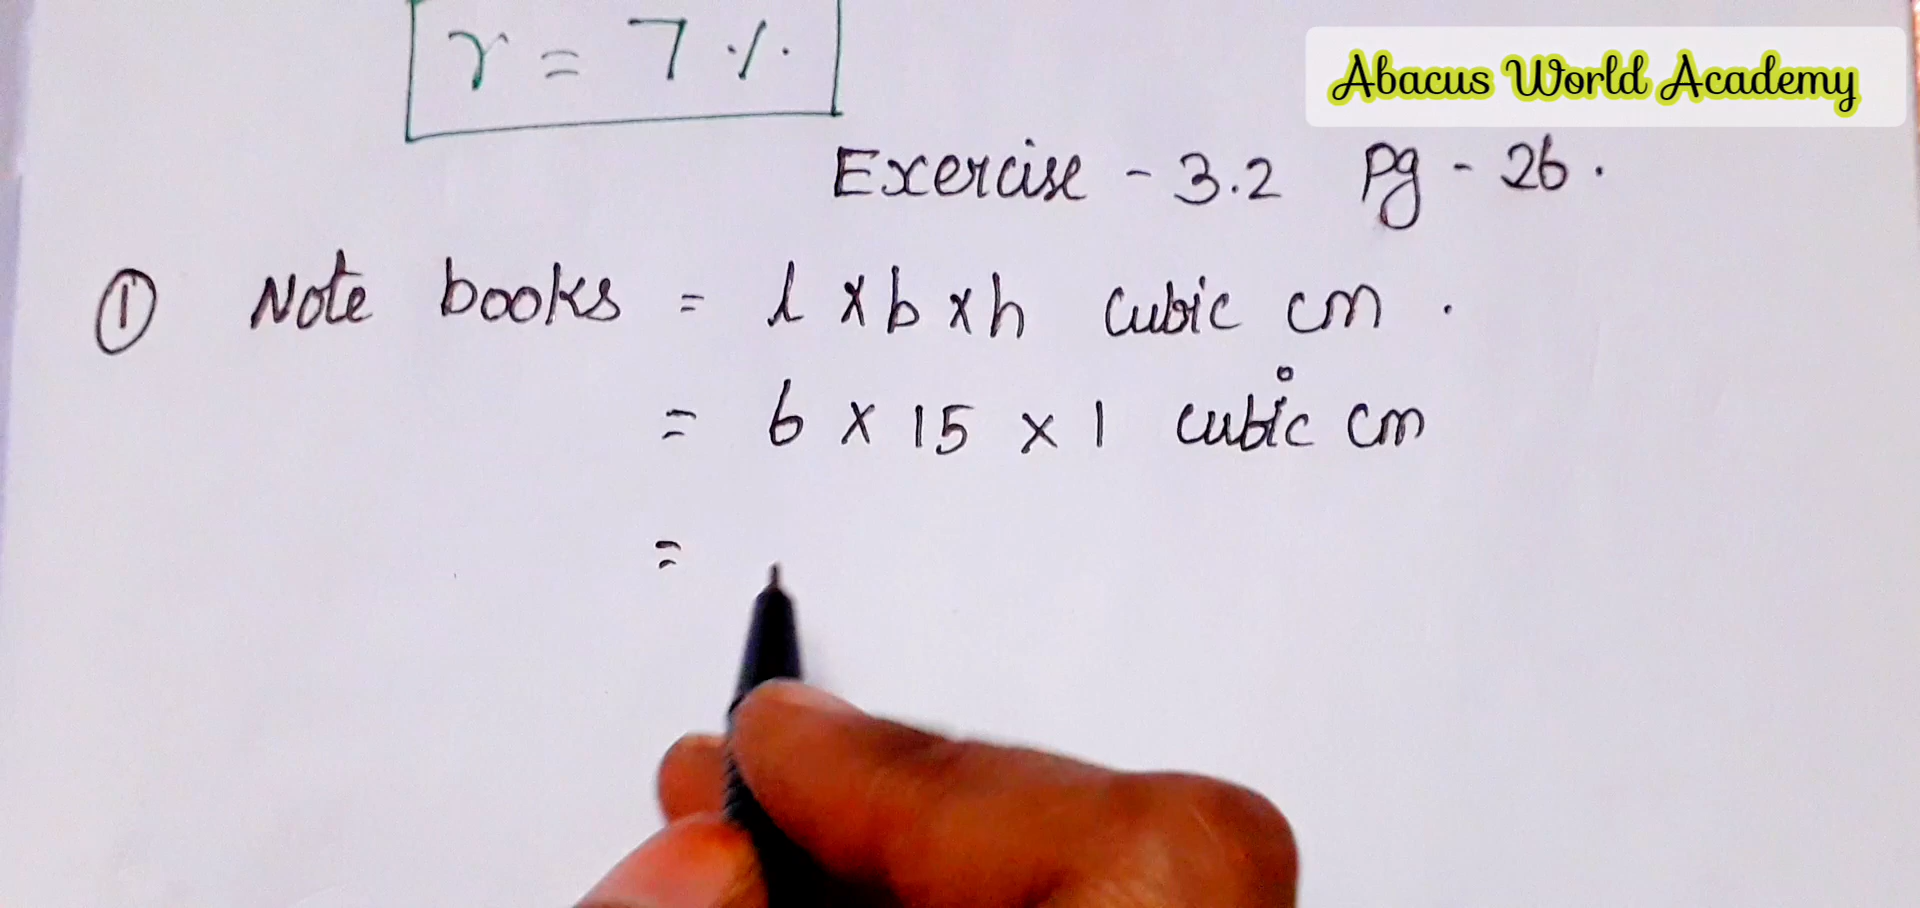 r = 7 %
Abacus World Academy
Exercise - 3.2 Pg - 26.
① Note books = l × b × h cubic cm.
= 6 × 15 × 1 cubic cm
=